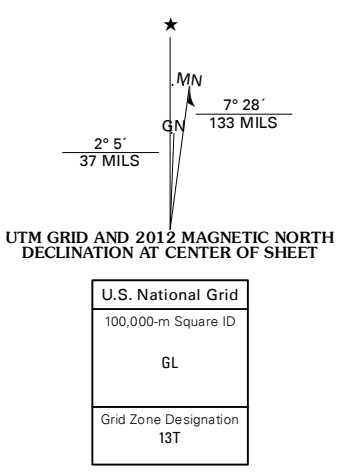 ★
MN
GN
7° 28´
133 MILS
2° 5´
37 MILS
UTM GRID AND 2012 MAGNETIC NORTH
DECLINATION AT CENTER OF SHEET
U.S. National Grid
100,000-m Square ID
GL
Grid Zone Designation
13T